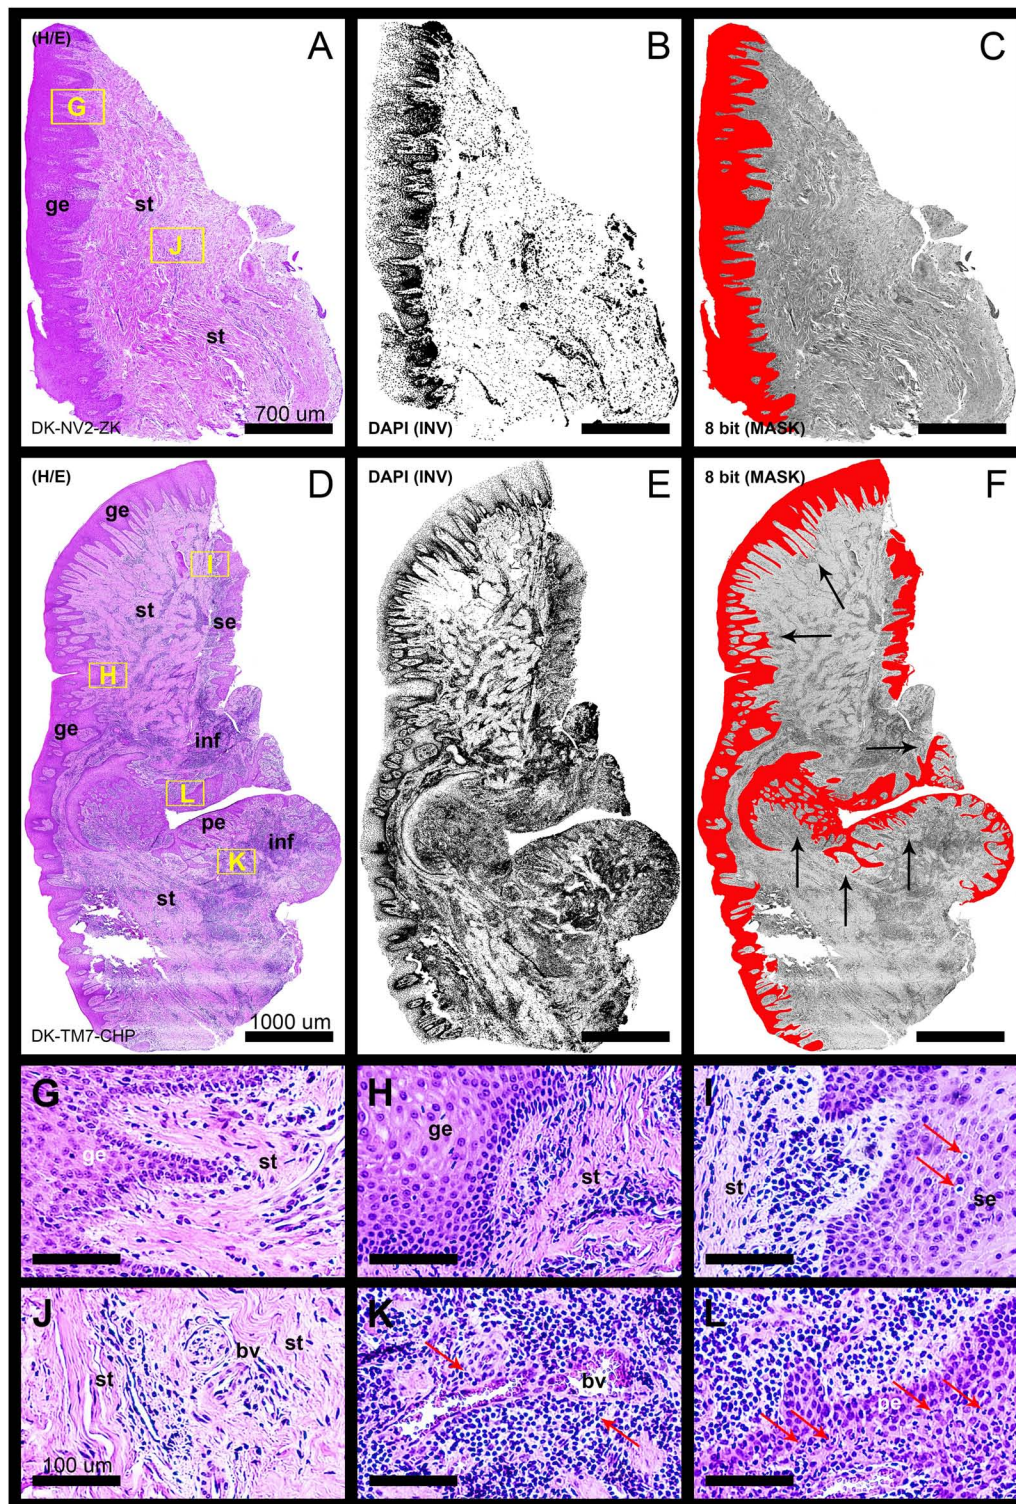 (H/E)
A
G
ge
st
J
st
700 um
DK-NV2-ZK
B
DAPI (INV)
C
8 bit (MASK)
(H/E)
D
ge
I
st
se
H
ge
inf
L
pe
inf
K
st
1000 um
DK-TM7-CHP
DAPI (INV)
E
8 bit (MASK)
F
G
ge
st
H
ge
st
I
st
se
J
st
bv
st
100 um
K
bv
L
pe